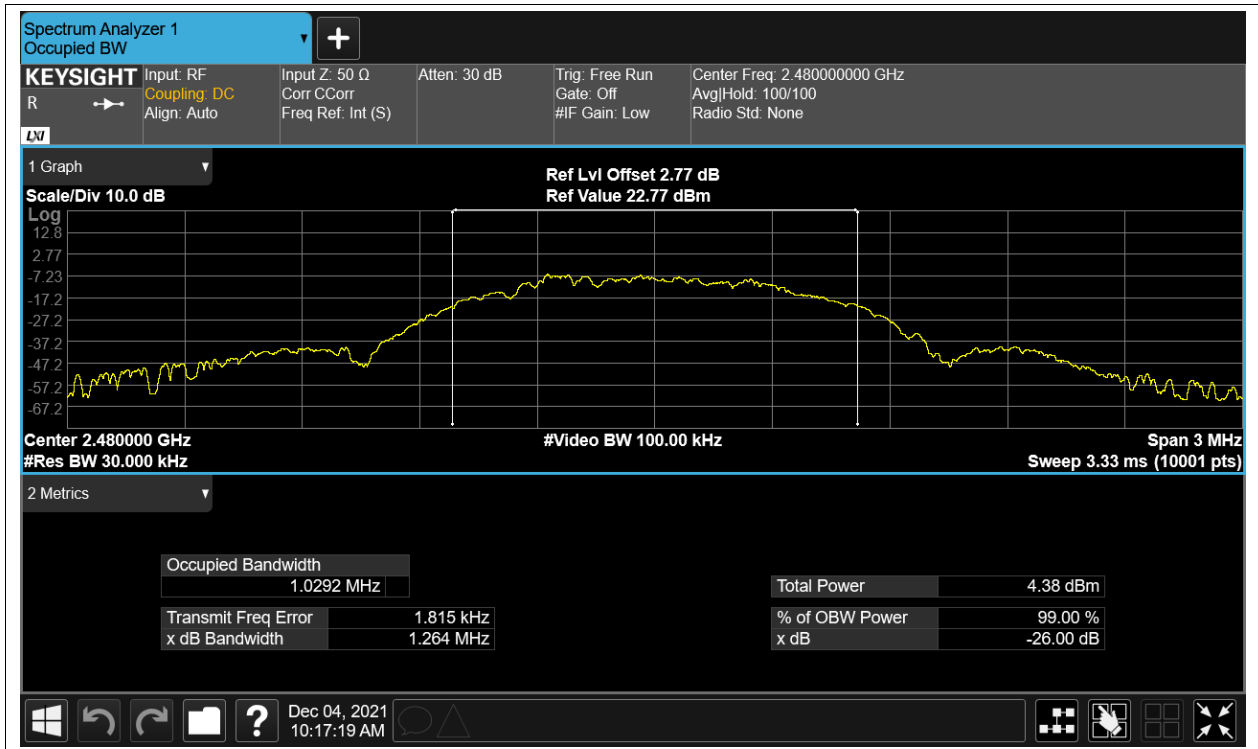 Spectrum Analyzer 1
Occupied BW
+
KEYSIGHT
R
LXI
Input: RF
Coupling: DC
Align: Auto
Input Z: 50 Ω
Corr CCorr
Freq Ref: Int (S)
Atten: 30 dB
Trig: Free Run
Gate: Off
#IF Gain: Low
Center Freq: 2.480000000 GHz
Avg|Hold: 100/100
Radio Std: None
1 Graph
Ref Lvl Offset 2.77 dB
Scale/Div 10.0 dB
Ref Value 22.77 dBm
Log
12.8
2.77
-7.23
-17.2
-27.2
-37.2
-47.2
-57.2
-67.2
Center 2.480000 GHz
#Video BW 100.00 kHz
Span 3 MHz
#Res BW 30.000 kHz
Sweep 3.33 ms (10001 pts)
2 Metrics
Occupied Bandwidth
1.0292 MHz
Total Power 4.38 dBm
Transmit Freq Error 1.815 kHz
% of OBW Power 99.00 %
x dB Bandwidth 1.264 MHz
x dB -26.00 dB
?
Dec 04, 2021
10:17:19 AM